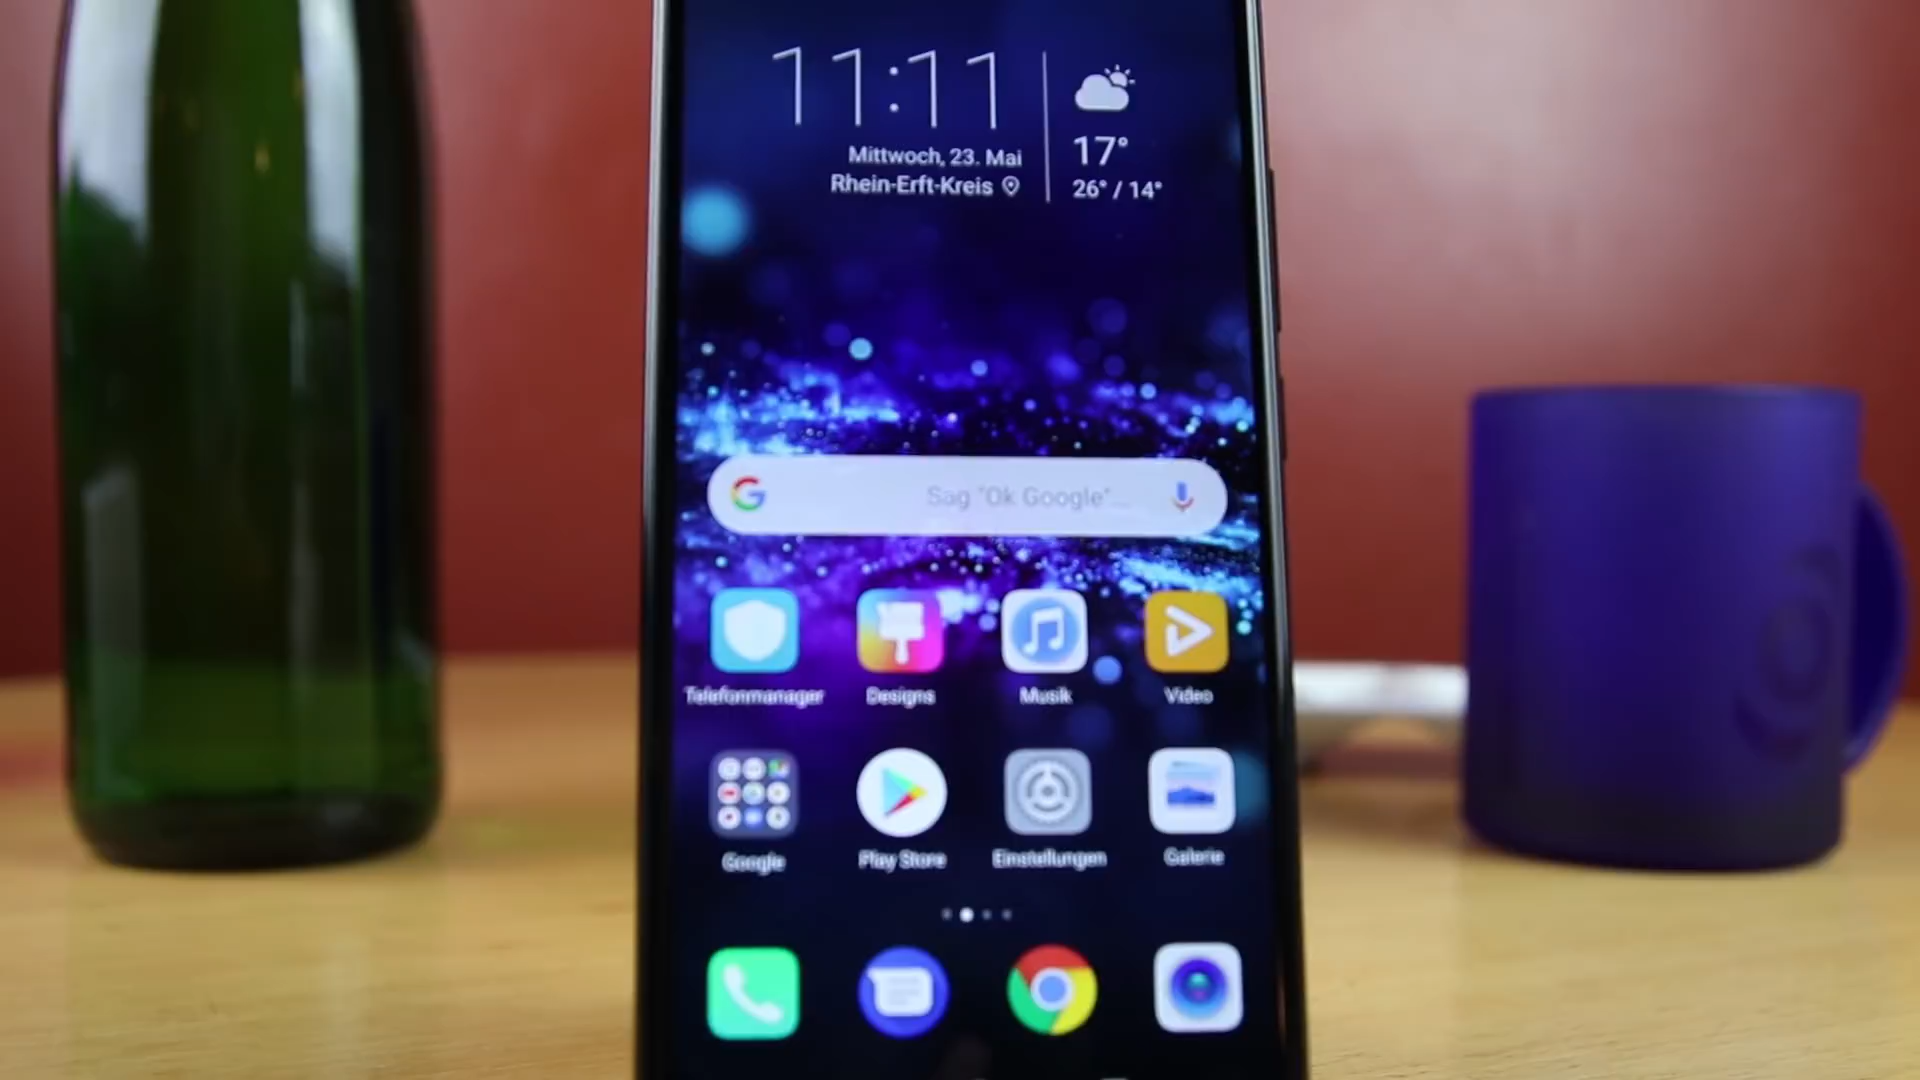 11:11
Mittwoch, 23. Mai
Rhein-Erft-Kreis
17°
26° / 14°
Sag "Ok Google"...
Telefonmanager
Designs
Musik
Video
Google
Play Store
Einstellungen
Galerie